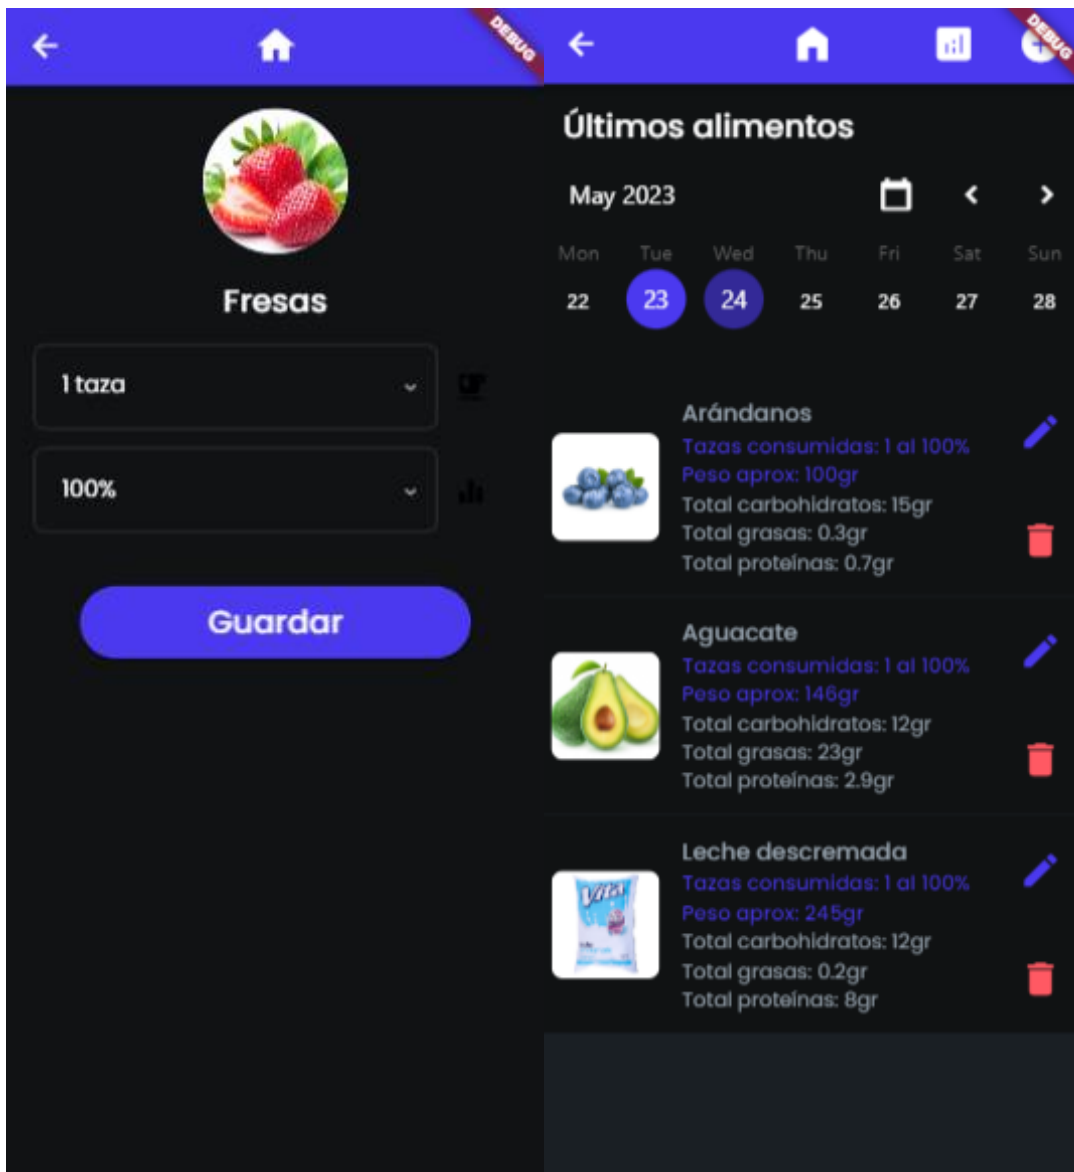 DEBUG
Fresas
1 taza
100%
Guardar
DEBUG
Últimos alimentos
May 2023
Mon Tue Wed Thu Fri Sat Sun
22 23 24 25 26 27 28
Arándanos
Tazas consumidas: 1 al 100%
Peso aprox: 100gr
Total carbohidratos: 15gr
Total grasas: 0.3gr
Total proteínas: 0.7gr
Aguacate
Tazas consumidas: 1 al 100%
Peso aprox: 146gr
Total carbohidratos: 12gr
Total grasas: 23gr
Total proteínas: 2.9gr
Leche descremada
Vita
Tazas consumidas: 1 al 100%
Peso aprox: 245gr
Total carbohidratos: 12gr
Total grasas: 0.2gr
Total proteínas: 8gr